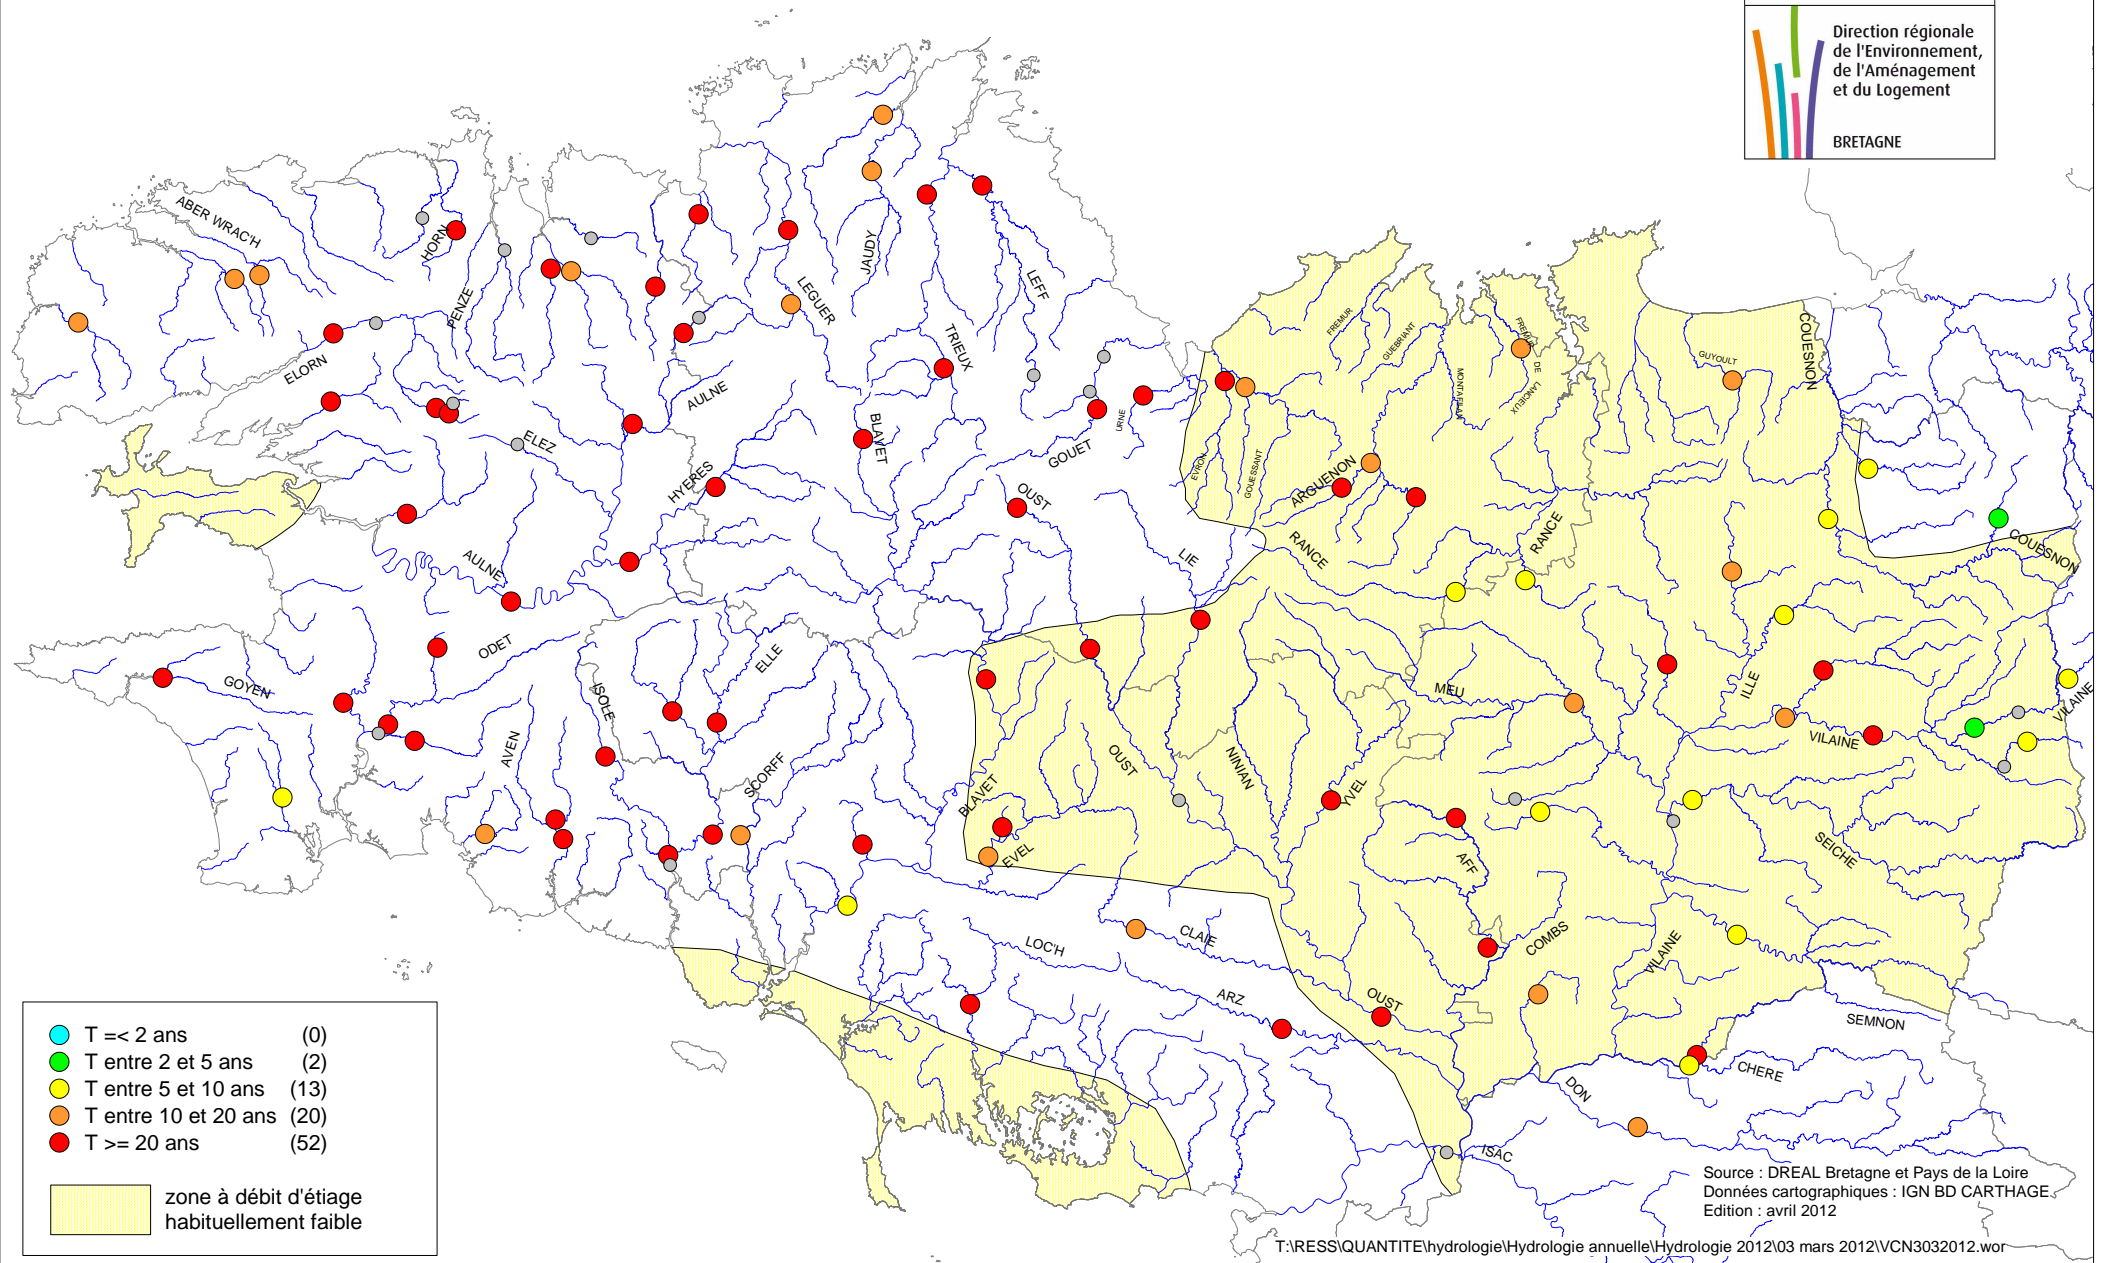 Direction régionale
de l'Environnement,
de l'Aménagement
et du Logement
BRETAGNE
ABER WRAC'H
HORN
PENZE
ELORN
JAUDY
LEGUER
LEFF
TRIEUX
AULNE
ELEZ
HYERES
BLAVET
GOUET
URNE
OUST
LIE
EVRON
GOUESSANT
FREMUR
GUEBRIANT
MONTAFILAN
FREMUR
DE
LANCIEUX
GUYOULT
COUESNON
ARGUENON
RANCE
RANCE
COUESNON
AULNE
ODET
GOYEN
ISOLE
ELLE
AVEN
SCORFF
BLAVET
EVEL
OUST
NINIAN
YVEL
MEU
ILLE
VILAINE
VILAINE
SEICHE
AFF
COMBS
VILAINE
LOC'H
CLAIE
ARZ
OUST
SEMNON
CHERE
DON
ISAC
T =< 2 ans (0)
T entre 2 et 5 ans (2)
T entre 5 et 10 ans (13)
T entre 10 et 20 ans (20)
T >= 20 ans (52)
zone à débit d'étiage
habituellement faible
Source : DREAL Bretagne et Pays de la Loire
Données cartographiques : IGN BD CARTHAGE
Edition : avril 2012
T:\RESS\QUANTITE\hydrologie\Hydrologie annuelle\Hydrologie 2012\03 mars 2012\VCN3032012.wor